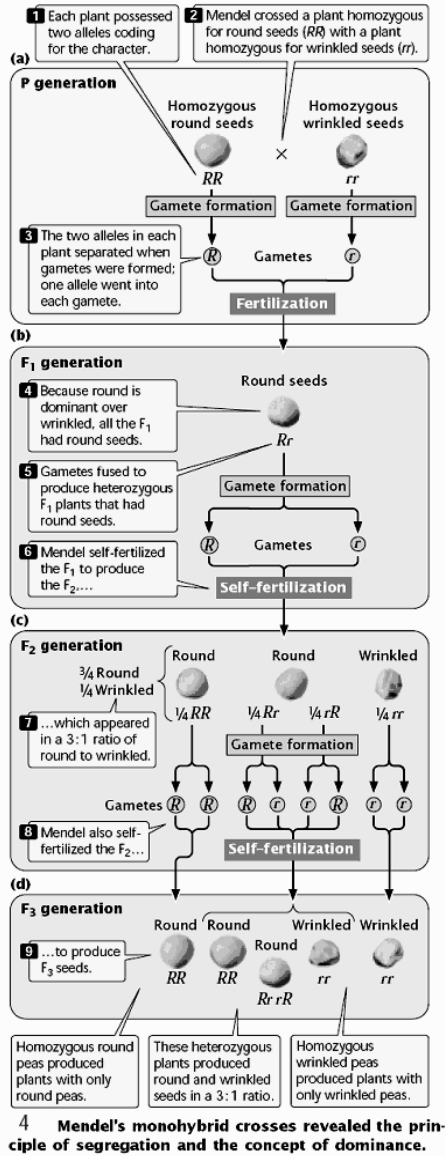 1 Each plant possessed
two alleles coding
for the character.
2 Mendel crossed a plant homozygous
for round seeds (RR) with a plant
homozygous for wrinkled seeds (rr).
(a)
P generation
Homozygous
round seeds
Homozygous
wrinkled seeds
×
RR
rr
Gamete formation
Gamete formation
3 The two alleles in each
plant separated when
gametes were formed;
one allele went into
each gamete.
R Gametes r
Fertilization
(b)
F1 generation
Round seeds
4 Because round is
dominant over
wrinkled, all the F1
had round seeds.
Rr
5 Gametes fused to
produce heterozygous
F1 plants that had
round seeds.
Gamete formation
R Gametes r
6 Mendel self-fertilized
the F1 to produce
the F2,...
Self-fertilization
(c)
F2 generation
Round Round Wrinkled
3/4 Round
1/4 Wrinkled
1/4 RR 1/4 Rr 1/4 rR 1/4 rr
7 ...which appeared
in a 3:1 ratio of
round to wrinkled.
Gamete formation
Gametes R R R r r R r r
8 Mendel also self-
fertilized the F2...
Self-fertilization
(d)
F3 generation
Round Round Wrinkled Wrinkled
Round
9 ...to produce
F3 seeds.
RR RR rr rr
Rr rR
Homozygous round
peas produced
plants with only
round peas.
These heterozygous
plants produced
round and wrinkled
seeds in a 3:1 ratio.
Homozygous
wrinkled peas
produced plants with
only wrinkled peas.
4 Mendel's monohybrid crosses revealed the prin-
ciple of segregation and the concept of dominance.